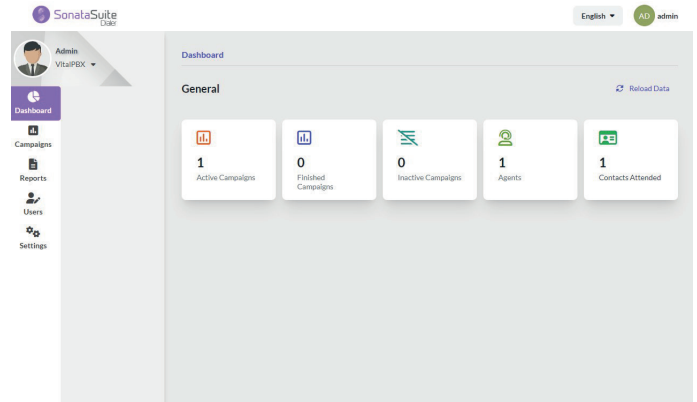 SonataSuite
Dialer
English
AD admin
Admin
VitalPBX
Dashboard
Campaigns
Reports
Users
Settings
Dashboard
General
Reload Data
1
Active Campaigns
0
Finished
Campaigns
0
Inactive Campaigns
1
Agents
1
Contacts Attended